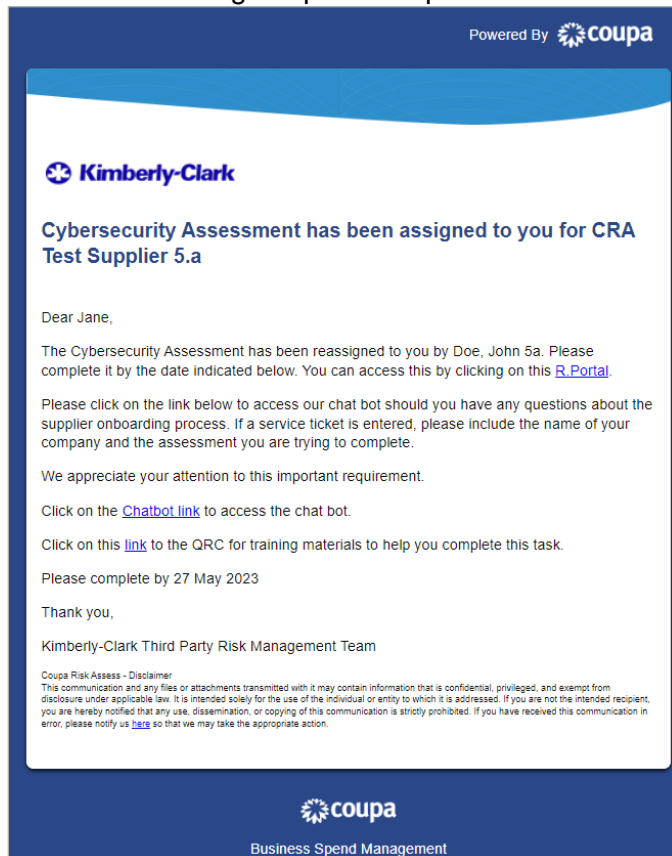 Powered By coupa
Kimberly-Clark
Cybersecurity Assessment has been assigned to you for CRA
Test Supplier 5.a
Dear Jane,
The Cybersecurity Assessment has been reassigned to you by Doe, John 5a. Please
complete it by the date indicated below. You can access this by clicking on this R.Portal.
Please click on the link below to access our chat bot should you have any questions about the
supplier onboarding process. If a service ticket is entered, please include the name of your
company and the assessment you are trying to complete.
We appreciate your attention to this important requirement.
Click on the Chatbot link to access the chat bot.
Click on this link to the QRC for training materials to help you complete this task.
Please complete by 27 May 2023
Thank you,
Kimberly-Clark Third Party Risk Management Team
Coupa Risk Assess - Disclaimer
This communication and any files or attachments transmitted with it may contain information that is confidential, privileged, and exempt from
disclosure under applicable law. It is intended solely for the use of the individual or entity to which it is addressed. If you are not the intended recipient,
you are hereby notified that any use, dissemination, or copying of this communication is strictly prohibited. If you have received this communication in
error, please notify us here so that we may take the appropriate action.
coupa
Business Spend Management